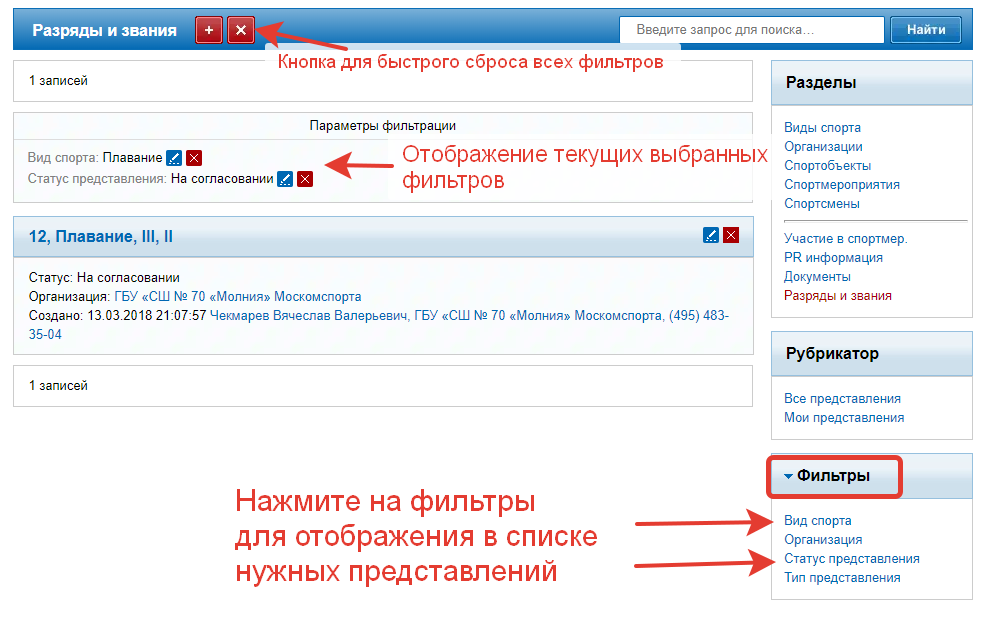 Разряды и звания
+
×
Введите запрос для поиска...
Найти
Кнопка для быстрого сброса всех фильтров
1 записей
Параметры фильтрации
Вид спорта: Плавание
Статус представления: На согласовании
Отображение текущих выбранных
фильтров
12, Плавание, III, II
Статус: На согласовании
Организация: ГБУ «СШ № 70 «Молния» Москомспорта
Создано: 13.03.2018 21:07:57 Чекмарев Вячеслав Валерьевич, ГБУ «СШ № 70 «Молния» Москомспорта, (495) 483-
35-04
1 записей
Разделы
Виды спорта
Организации
Спортобъекты
Спортмероприятия
Спортсмены
Участие в спортмер.
PR информация
Документы
Разряды и звания
Рубрикатор
Все представления
Мои представления
Фильтры
Вид спорта
Организация
Статус представления
Тип представления
Нажмите на фильтры
для отображения в списке
нужных представлений